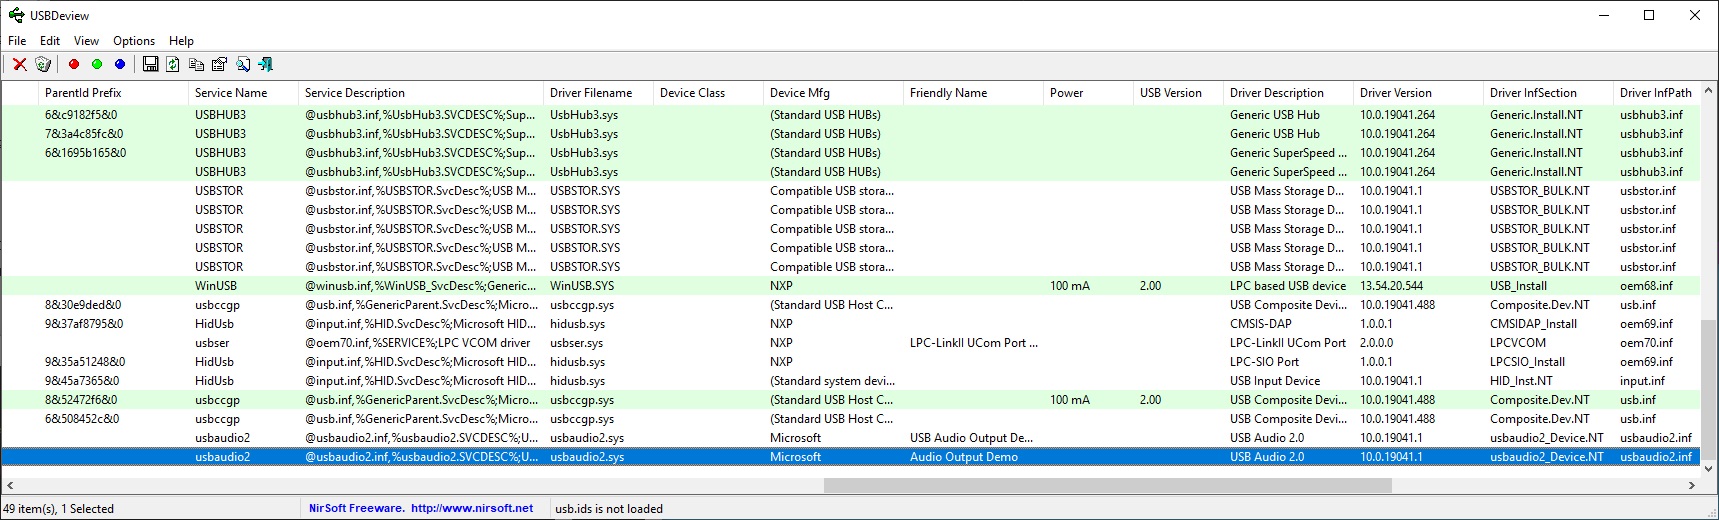 USBDeview
File Edit View Options Help
ParentId Prefix Service Name Service Description Driver Filename Device Class Device Mfg Friendly Name Power USB Version Driver Description Driver Version Driver InfSection Driver InfPath
6&c9182f5&0 USBHUB3 @usbhub3.inf,%UsbHub3.SVCDESC%;Sup... UsbHub3.sys (Standard USB HUBs) Generic USB Hub 10.0.19041.264 Generic.Install.NT usbhub3.inf
7&3a4c85fc&0 USBHUB3 @usbhub3.inf,%UsbHub3.SVCDESC%;Sup... UsbHub3.sys (Standard USB HUBs) Generic USB Hub 10.0.19041.264 Generic.Install.NT usbhub3.inf
6&1695b165&0 USBHUB3 @usbhub3.inf,%UsbHub3.SVCDESC%;Sup... UsbHub3.sys (Standard USB HUBs) Generic SuperSpeed ... 10.0.19041.264 Generic.Install.NT usbhub3.inf
USBHUB3 @usbhub3.inf,%UsbHub3.SVCDESC%;Sup... UsbHub3.sys (Standard USB HUBs) Generic SuperSpeed ... 10.0.19041.264 Generic.Install.NT usbhub3.inf
USBSTOR @usbstor.inf,%USBSTOR.SvcDesc%;USB M... USBSTOR.SYS Compatible USB stora... USB Mass Storage D... 10.0.19041.1 USBSTOR_BULK.NT usbstor.inf
USBSTOR @usbstor.inf,%USBSTOR.SvcDesc%;USB M... USBSTOR.SYS Compatible USB stora... USB Mass Storage D... 10.0.19041.1 USBSTOR_BULK.NT usbstor.inf
USBSTOR @usbstor.inf,%USBSTOR.SvcDesc%;USB M... USBSTOR.SYS Compatible USB stora... USB Mass Storage D... 10.0.19041.1 USBSTOR_BULK.NT usbstor.inf
USBSTOR @usbstor.inf,%USBSTOR.SvcDesc%;USB M... USBSTOR.SYS Compatible USB stora... USB Mass Storage D... 10.0.19041.1 USBSTOR_BULK.NT usbstor.inf
USBSTOR @usbstor.inf,%USBSTOR.SvcDesc%;USB M... USBSTOR.SYS Compatible USB stora... USB Mass Storage D... 10.0.19041.1 USBSTOR_BULK.NT usbstor.inf
WinUSB @winusb.inf,%WinUSB_SvcDesc%;Generic... WinUSB.SYS NXP 100 mA 2.00 LPC based USB device 13.54.20.544 USB_Install oem68.inf
8&30e9ded&0 usbccgp @usb.inf,%GenericParent.SvcDesc%;Micro... usbccgp.sys (Standard USB Host C... USB Composite Devi... 10.0.19041.488 Composite.Dev.NT usb.inf
9&37af8795&0 HidUsb @input.inf,%HID.SvcDesc%;Microsoft HID... hidusb.sys NXP CMSIS-DAP 1.0.0.1 CMSIDAP_Install oem69.inf
usbser @oem70.inf,%SERVICE%;LPC VCOM driver usbser.sys NXP LPC-LinkII UCom Port ... LPC-LinkII UCom Port 2.0.0.0 LPCVCOM oem70.inf
9&35a51248&0 HidUsb @input.inf,%HID.SvcDesc%;Microsoft HID... hidusb.sys NXP LPC-SIO Port 1.0.0.1 LPCSIO_Install oem69.inf
9&45a7365&0 HidUsb @input.inf,%HID.SvcDesc%;Microsoft HID... hidusb.sys (Standard system devi... USB Input Device 10.0.19041.1 HID_Inst.NT input.inf
8&52472f6&0 usbccgp @usb.inf,%GenericParent.SvcDesc%;Micro... usbccgp.sys (Standard USB Host C... 100 mA 2.00 USB Composite Devi... 10.0.19041.488 Composite.Dev.NT usb.inf
6&508452c&0 usbccgp @usb.inf,%GenericParent.SvcDesc%;Micro... usbccgp.sys (Standard USB Host C... USB Composite Devi... 10.0.19041.488 Composite.Dev.NT usb.inf
usbaudio2 @usbaudio2.inf,%usbaudio2.SVCDESC%;U... usbaudio2.sys Microsoft USB Audio Output De... USB Audio 2.0 10.0.19041.1 usbaudio2_Device.NT usbaudio2.inf
usbaudio2 @usbaudio2.inf,%usbaudio2.SVCDESC%;U... usbaudio2.sys Microsoft Audio Output Demo USB Audio 2.0 10.0.19041.1 usbaudio2_Device.NT usbaudio2.inf
49 item(s), 1 Selected NirSoft Freeware. http://www.nirsoft.net usb.ids is not loaded